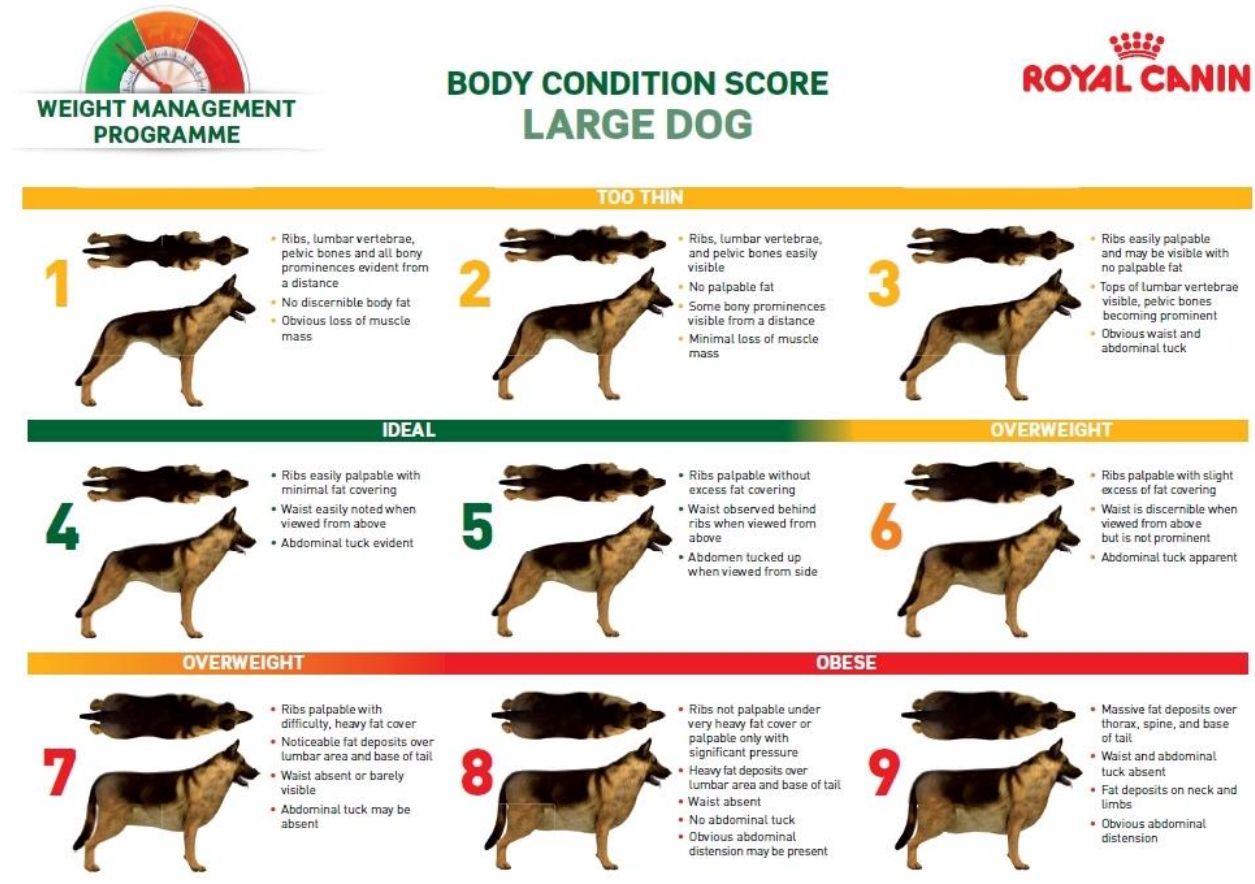 WEIGHT MANAGEMENT
PROGRAMME
BODY CONDITION SCORE
LARGE DOG
ROYAL CANIN
TOO THIN
1
• Ribs, lumbar vertebrae,
pelvic bones and all bony
prominences evident from
a distance
• No discernible body fat
• Obvious loss of muscle
mass
2
• Ribs, lumbar vertebrae,
and pelvic bones easily
visible
• No palpable fat
• Some bony prominences
visible from a distance
• Minimal loss of muscle
mass
3
• Ribs easily palpable
and may be visible with
no palpable fat
• Tops of lumbar vertebrae
visible, pelvic bones
becoming prominent
• Obvious waist and
abdominal tuck
IDEAL
OVERWEIGHT
4
• Ribs easily palpable with
minimal fat covering
• Waist easily noted when
viewed from above
• Abdominal tuck evident
5
• Ribs palpable without
excess fat covering
• Waist observed behind
ribs when viewed from
above
• Abdomen tucked up
when viewed from side
6
• Ribs palpable with slight
excess of fat covering
• Waist is discernible when
viewed from above
but is not prominent
• Abdominal tuck apparent
OVERWEIGHT
OBESE
7
• Ribs palpable with
difficulty, heavy fat cover
• Noticeable fat deposits over
lumbar area and base of tail
• Waist absent or barely
visible
• Abdominal tuck may be
absent
8
• Ribs not palpable under
very heavy fat cover or
palpable only with
significant pressure
• Heavy fat deposits over
lumbar area and base of tail
• Waist absent
• No abdominal tuck
• Obvious abdominal
distension may be present
9
• Massive fat deposits over
thorax, spine, and base
of tail
• Waist and abdominal
tuck absent
• Fat deposits on neck and
limbs
• Obvious abdominal
distension